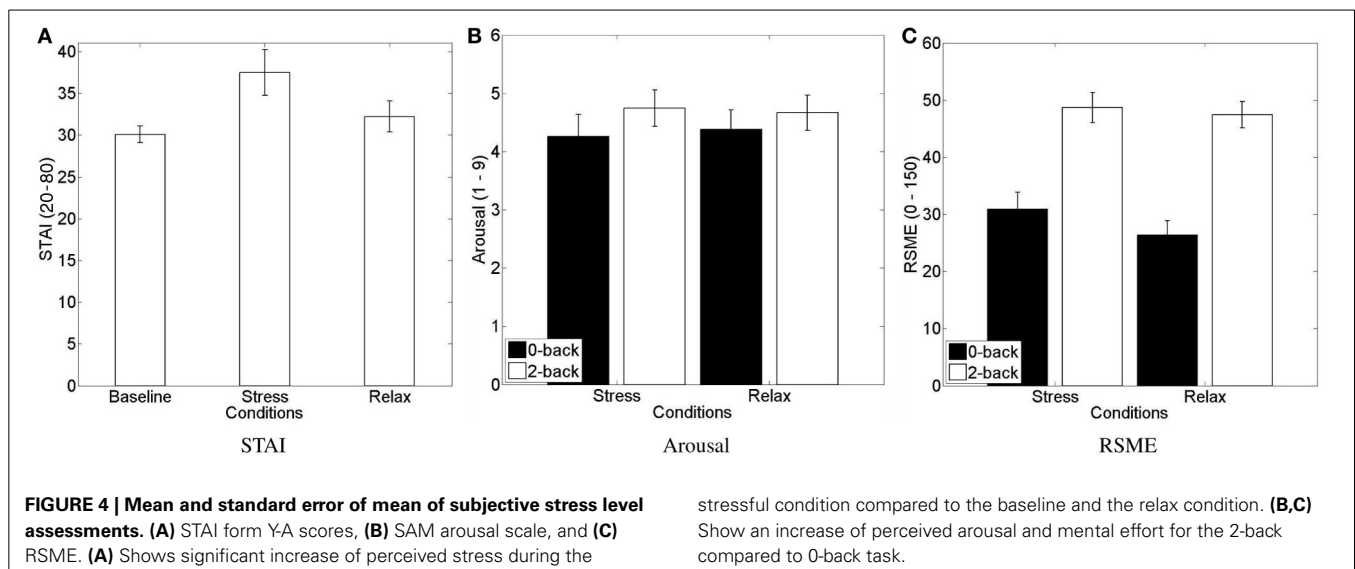 A
STAI (20-80)
40
35
30
25
20
15
10
5
0
Baseline Stress Relax
Conditions
STAI
B
Arousal (1 - 9)
6
5
4
3
2
1
0
0-back
2-back
Stress Relax
Conditions
Arousal
C
RSME (0 - 150)
60
50
40
30
20
10
0
0-back
2-back
Stress Relax
Conditions
RSME
FIGURE 4 | Mean and standard error of mean of subjective stress level
assessments. (A) STAI form Y-A scores, (B) SAM arousal scale, and (C)
RSME. (A) Shows significant increase of perceived stress during the
stressful condition compared to the baseline and the relax condition. (B,C)
Show an increase of perceived arousal and mental effort for the 2-back
compared to 0-back task.